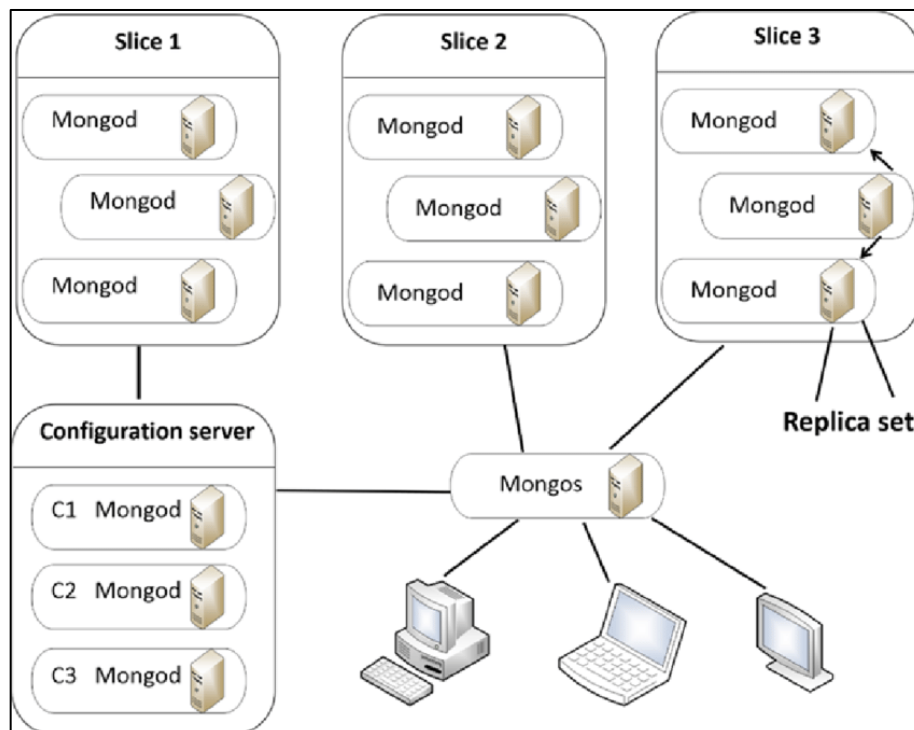 Slice 1
Mongod
Mongod
Mongod
Slice 2
Mongod
Mongod
Mongod
Slice 3
Mongod
Mongod
Mongod
Replica set
Configuration server
C1 Mongod
C2 Mongod
C3 Mongod
Mongos